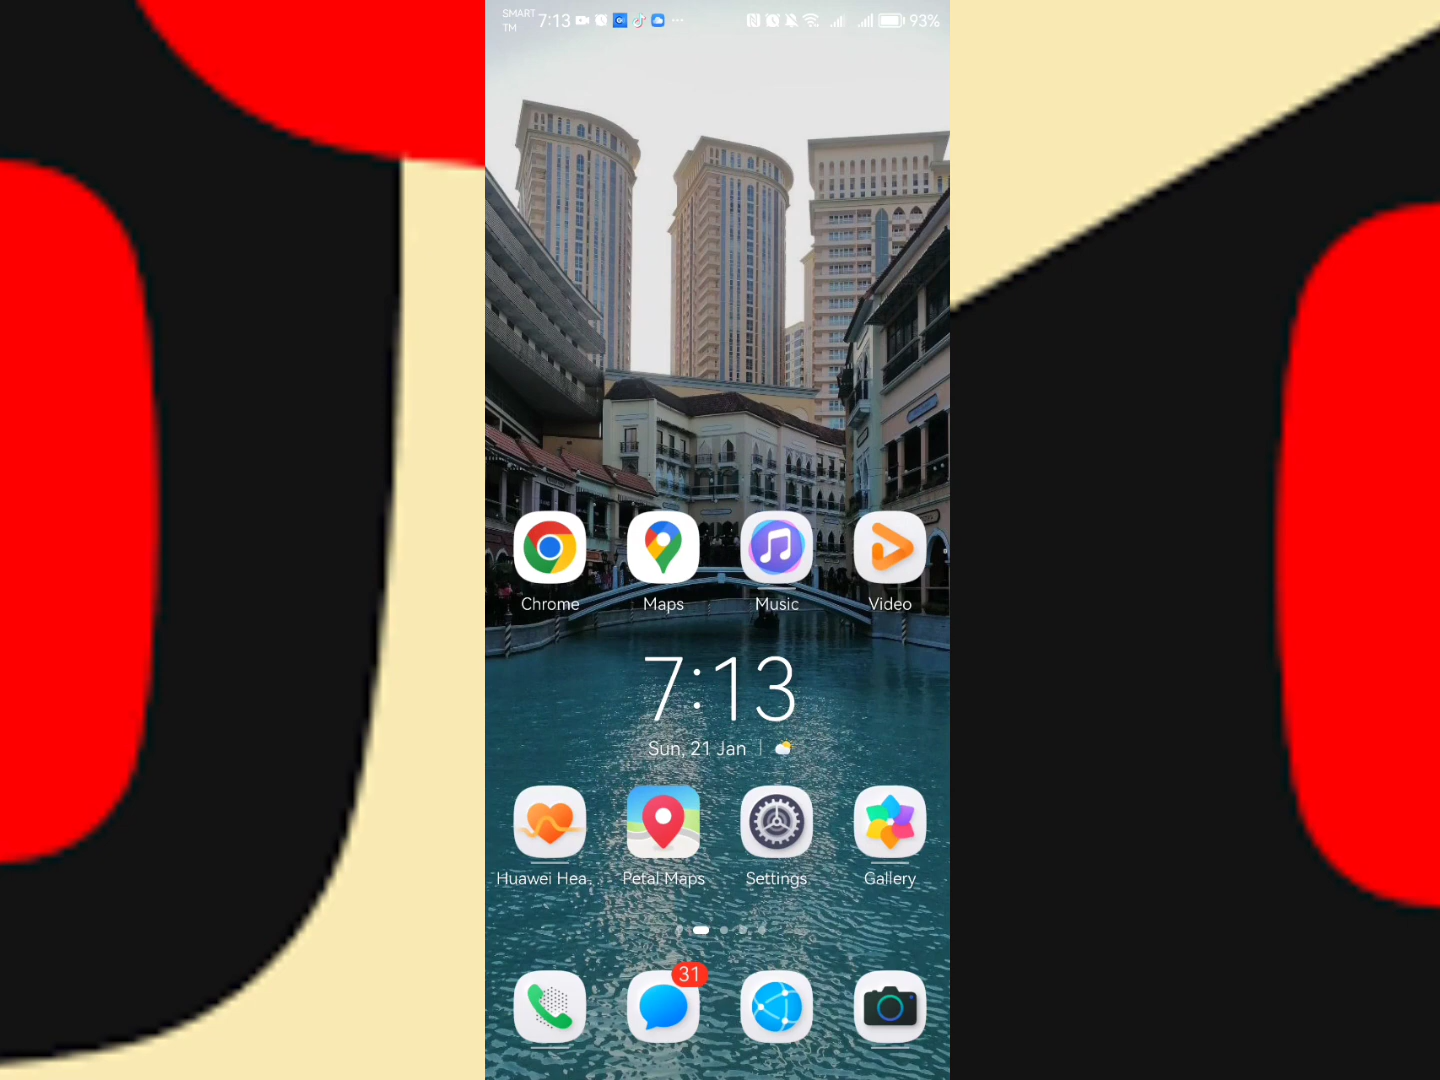 SMART
TM
7:13
93%
Chrome
Maps
Music
Video
7:13
Sun, 21 Jan
Huawei Hea...
Petal Maps
Settings
Gallery
31